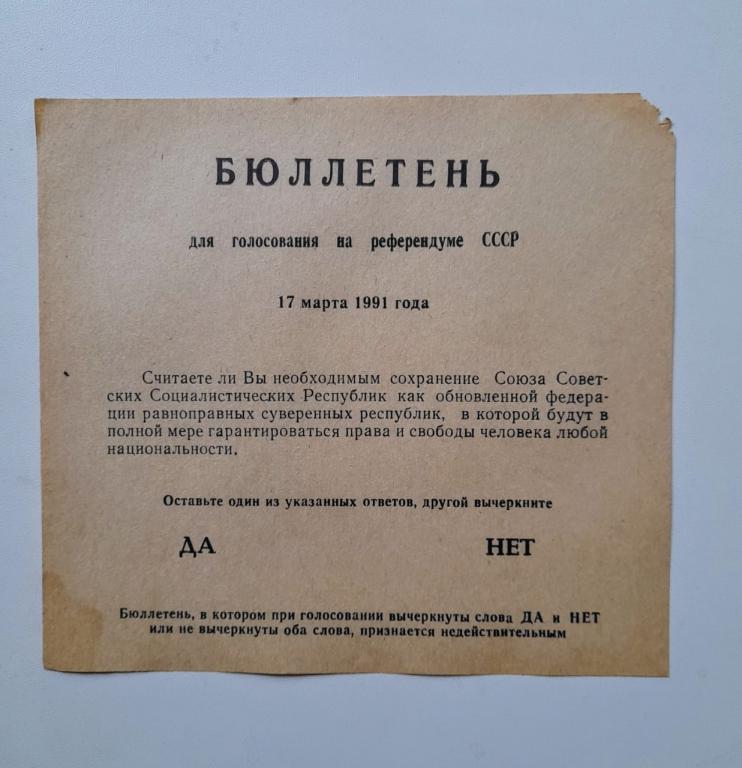 БЮЛЛЕТЕНЬ
для голосования на референдуме СССР
17 марта 1991 года
Считаете ли Вы необходимым сохранение Союза Совет-
ских Социалистических Республик как обновленной федера-
ции равноправных суверенных республик, в которой будут в
полной мере гарантироваться права и свободы человека любой
национальности.
Оставьте один из указанных ответов, другой вычеркните
ДА НЕТ
Бюллетень, в котором при голосовании вычеркнуты слова ДА и НЕТ
или не вычеркнуты оба слова, признается недействительным